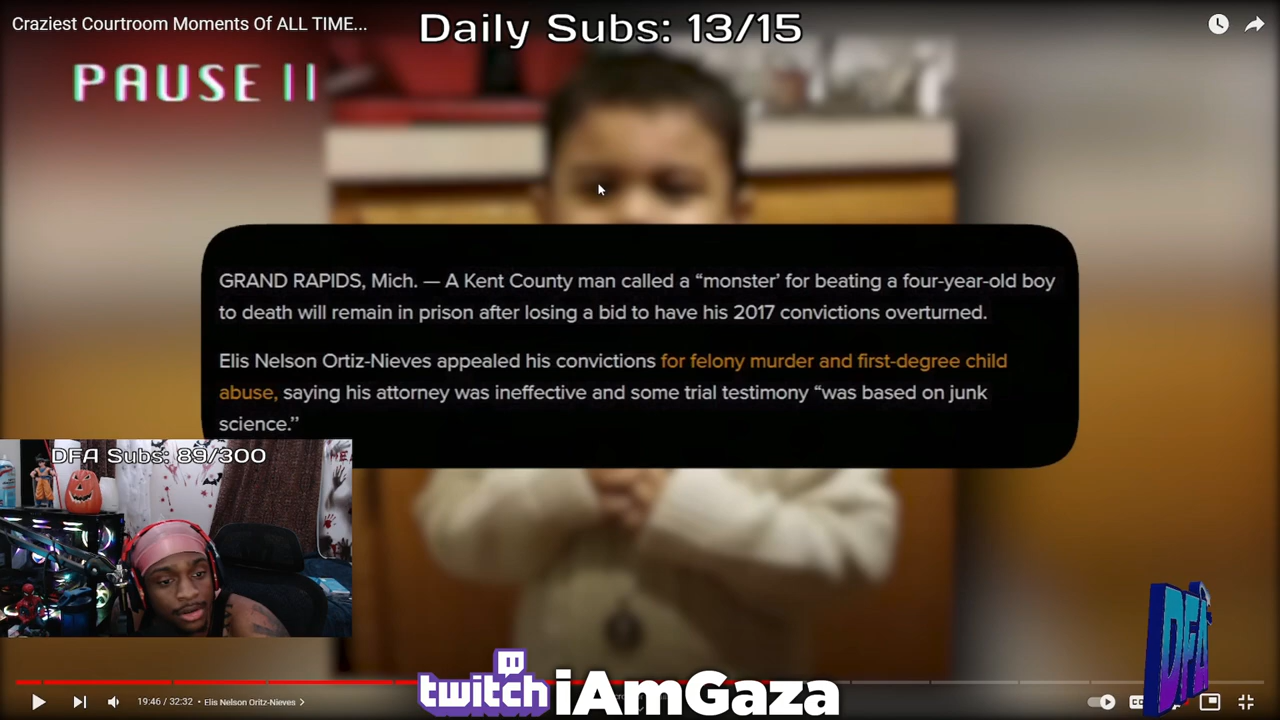 Craziest Courtroom Moments Of ALL TIME...
Daily Subs: 13/15
PAUSE II
GRAND RAPIDS, Mich. — A Kent County man called a “monster’ for beating a four-year-old boy
to death will remain in prison after losing a bid to have his 2017 convictions overturned.
Elis Nelson Ortiz-Nieves appealed his convictions for felony murder and first-degree child
abuse, saying his attorney was ineffective and some trial testimony “was based on junk
science.”
DFA Subs: 89/300
DFA
twitch iAmGaza
19:46 / 32:32 • Elis Nelson Oritz-Nieves >